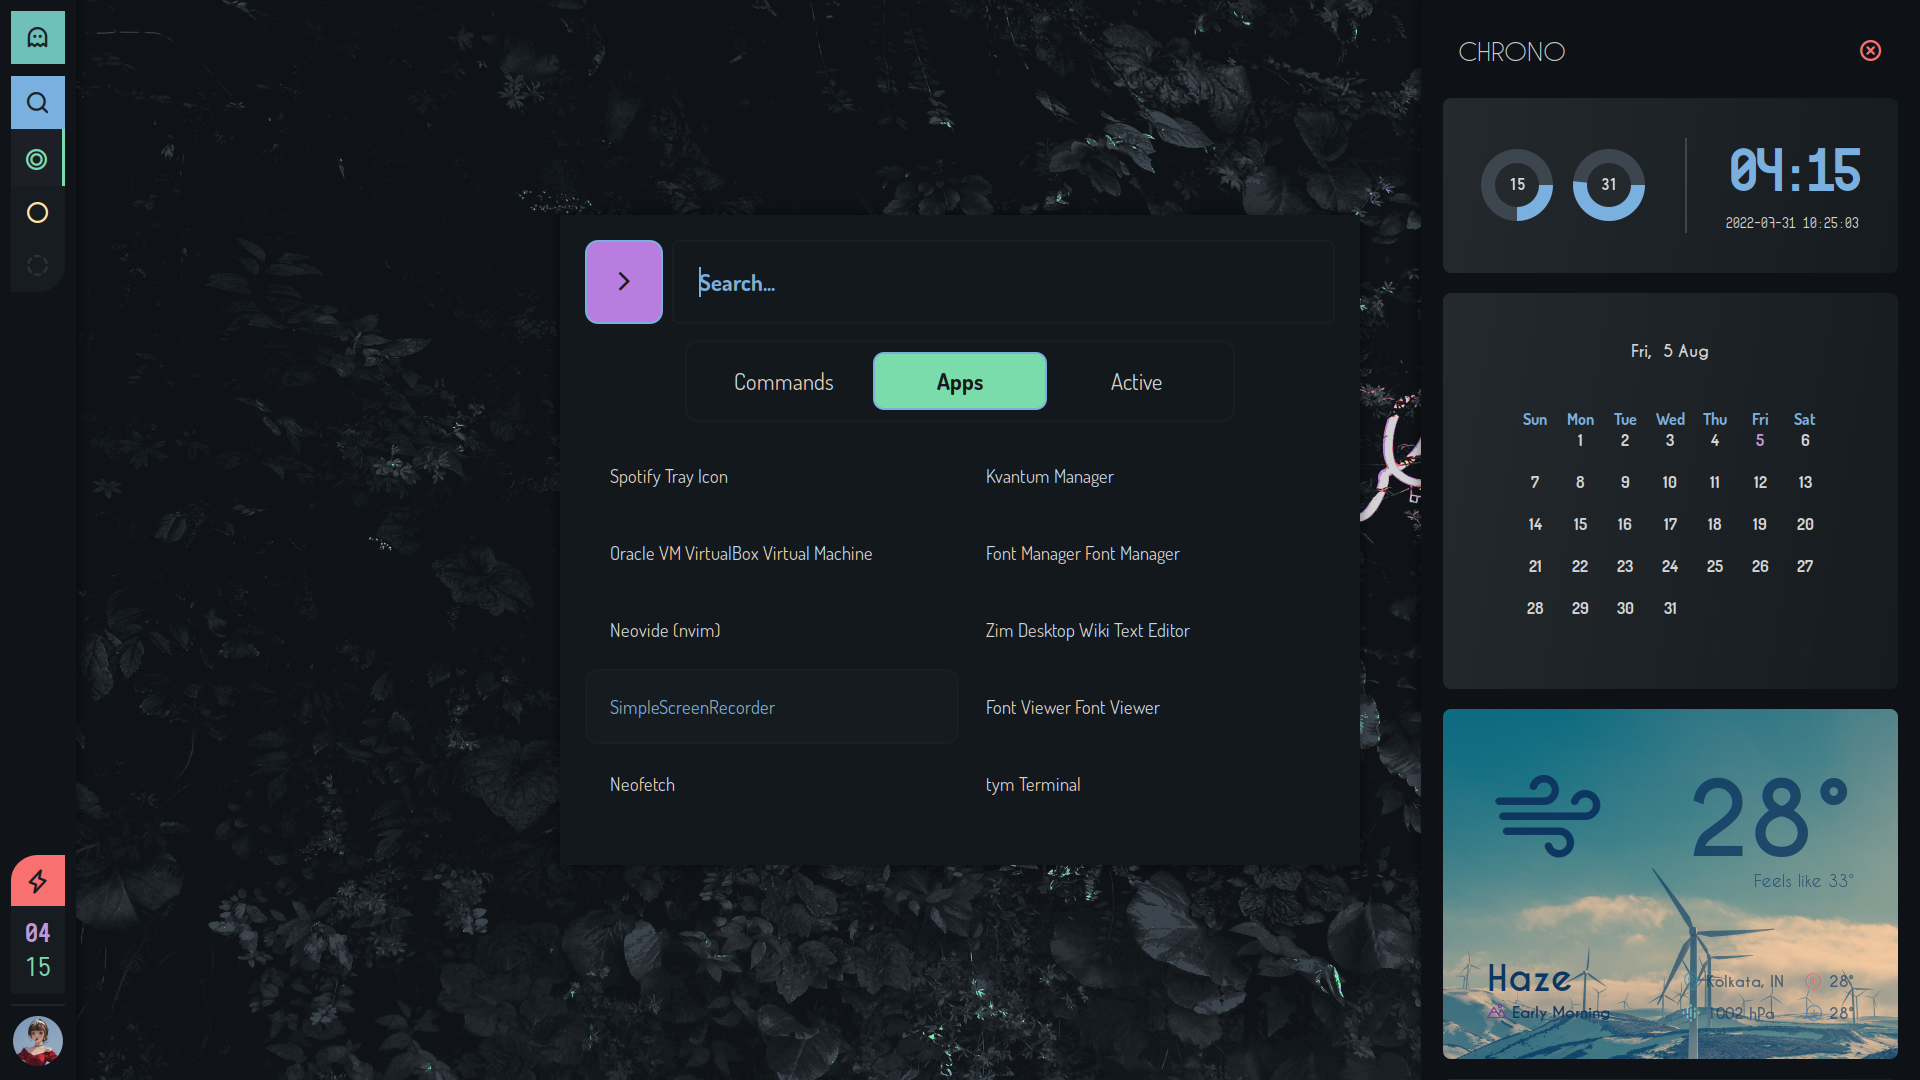 CHRONO
15
31
04:15
2022-07-31 10:25:03
Search...
Commands
Apps
Active
Spotify Tray Icon
Kvantum Manager
Oracle VM VirtualBox Virtual Machine
Font Manager Font Manager
Neovide (nvim)
Zim Desktop Wiki Text Editor
SimpleScreenRecorder
Font Viewer Font Viewer
Neofetch
tym Terminal
Fri, 5 Aug
Sun Mon Tue Wed Thu Fri Sat
1 2 3 4 5 6
7 8 9 10 11 12 13
14 15 16 17 18 19 20
21 22 23 24 25 26 27
28 29 30 31
28°
Feels like 33°
Haze
Early Morning
Kolkata, IN
28°
1002 hPa
28°
04
15